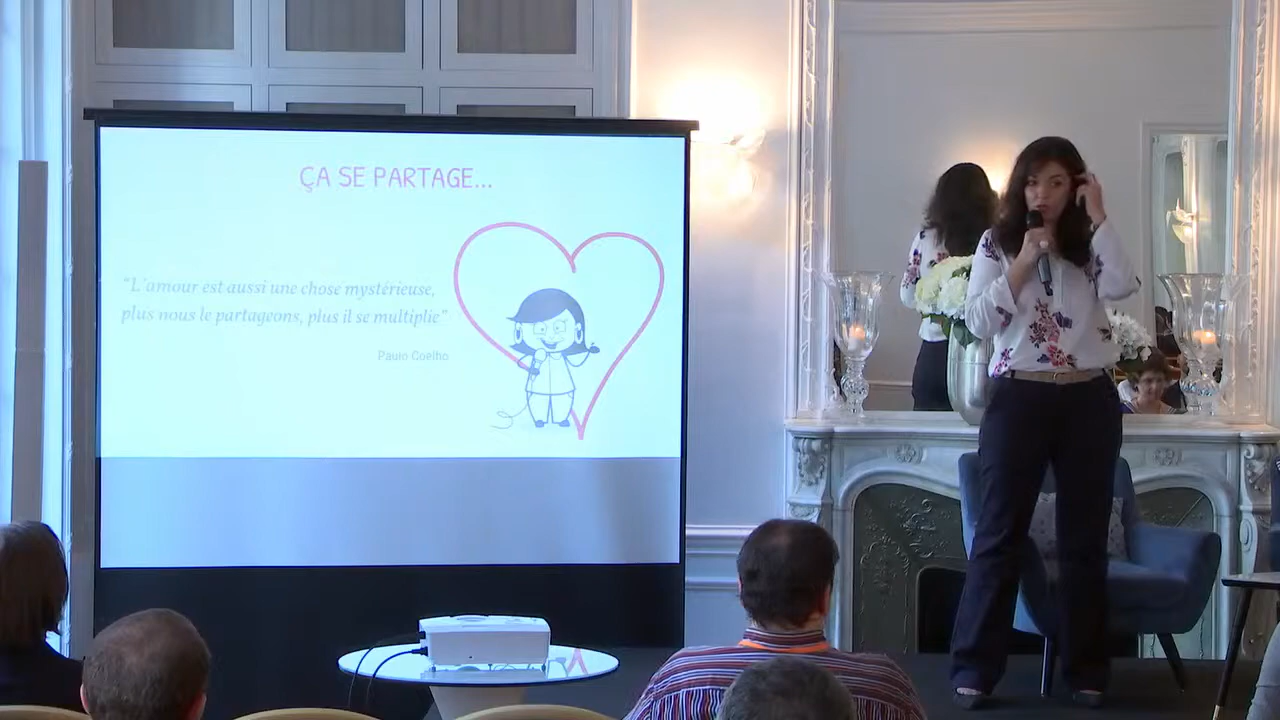 ÇA SE PARTAGE...
"L'amour est aussi une chose mystérieuse,
plus nous le partageons, plus il se multiplie"
Paulo Coelho